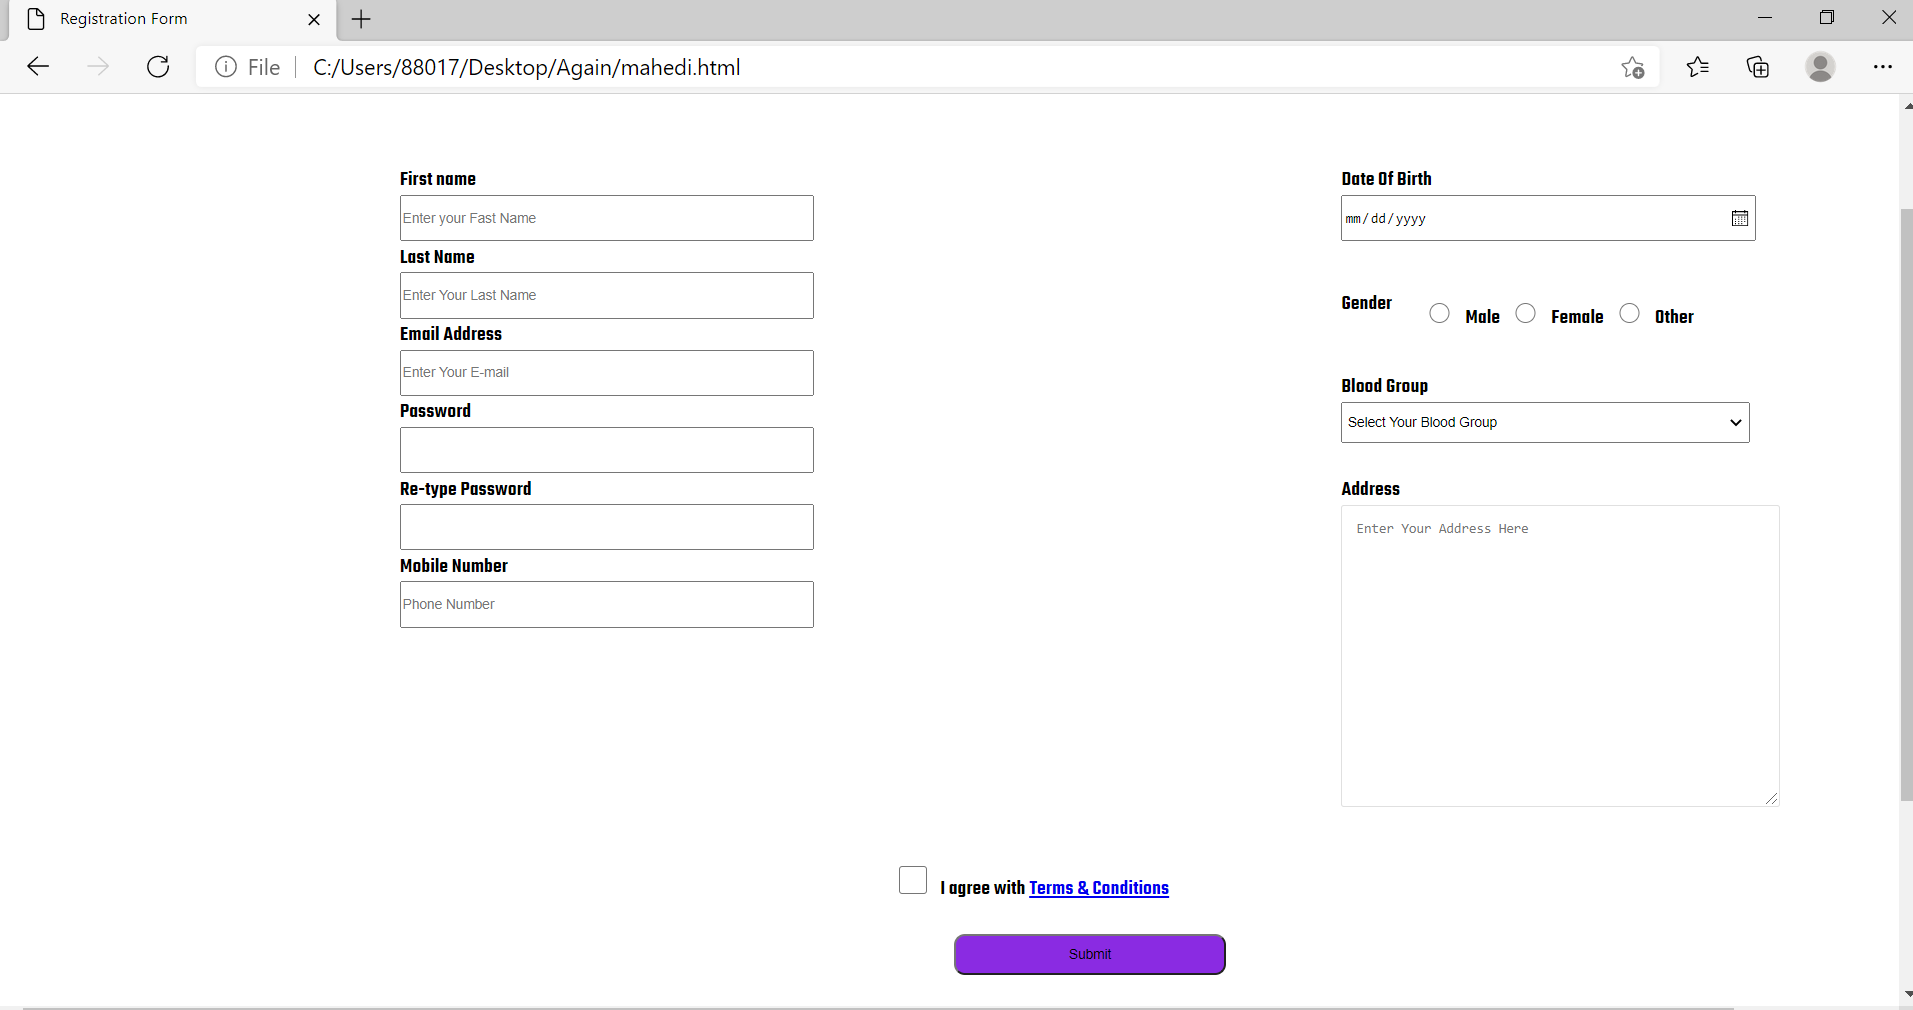 Registration Form
File C:/Users/88017/Desktop/Again/mahedi.html
First name
Enter your Fast Name
Last Name
Enter Your Last Name
Email Address
Enter Your E-mail
Password
Re-type Password
Mobile Number
Phone Number
Date Of Birth
mm/dd/yyyy
Gender Male Female Other
Blood Group
Select Your Blood Group
Address
Enter Your Address Here
I agree with Terms & Conditions
Submit